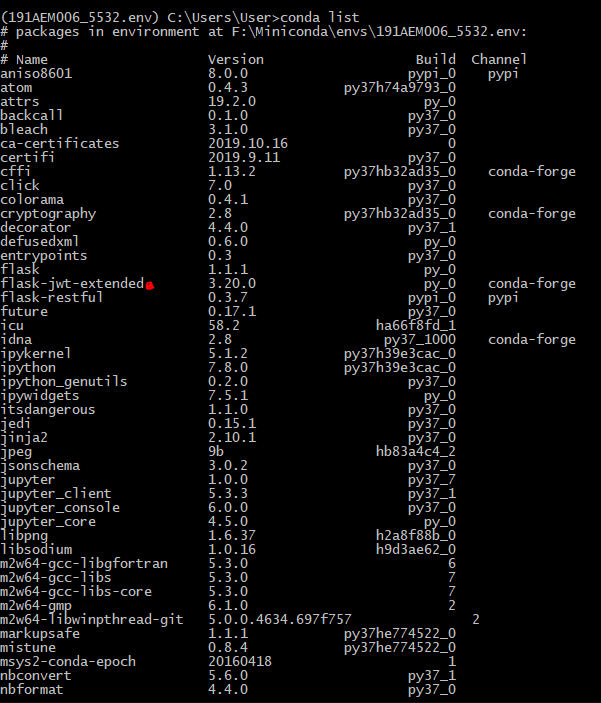 (191AEM006_5532.env) C:\Users\User>conda list
# packages in environment at F:\Miniconda\envs\191AEM006_5532.env:
#
# Name                    Version                   Build  Channel
aniso8601                 8.0.0                    pypi_0    pypi
atom                      0.4.3            py37h74a9793_0
attrs                     19.2.0                     py_0
backcall                  0.1.0                    py37_0
bleach                    3.1.0                    py37_0
ca-certificates           2019.10.16                    0
certifi                   2019.9.11                py37_0
cffi                      1.13.2           py37hb32ad35_0    conda-forge
click                     7.0                      py37_0
colorama                  0.4.1                    py37_0
cryptography              2.8              py37hb32ad35_0    conda-forge
decorator                 4.4.0                    py37_1
defusedxml                0.6.0                      py_0
entrypoints               0.3                      py37_0
flask                     1.1.1                      py_0
flask-jwt-extended        3.20.0                     py_0    conda-forge
flask-restful             0.3.7                    pypi_0    pypi
future                    0.17.1                   py37_0
icu                       58.2                 ha66f8fd_1
idna                      2.8                   py37_1000    conda-forge
ipykernel                 5.1.2            py37h39e3cac_0
ipython                   7.8.0            py37h39e3cac_0
ipython_genutils          0.2.0                    py37_0
ipywidgets                7.5.1                      py_0
itsdangerous              1.1.0                    py37_0
jedi                      0.15.1                   py37_0
jinja2                    2.10.1                   py37_0
jpeg                      9b                   hb83a4c4_2
jsonschema                3.0.2                    py37_0
jupyter                   1.0.0                    py37_7
jupyter_client            5.3.3                    py37_1
jupyter_console           6.0.0                    py37_0
jupyter_core              4.5.0                      py_0
libpng                    1.6.37               h2a8f88b_0
libsodium                 1.0.16               h9d3ae62_0
m2w64-gcc-libgfortran     5.3.0                         6
m2w64-gcc-libs            5.3.0                         7
m2w64-gcc-libs-core       5.3.0                         7
m2w64-gmp                 6.1.0                         2
m2w64-libwinpthread-git   5.0.0.4634.697f757               2
markupsafe                1.1.1            py37he774522_0
mistune                   0.8.4            py37he774522_0
msys2-conda-epoch         20160418                      1
nbconvert                 5.6.0                    py37_1
nbformat                  4.4.0                    py37_0